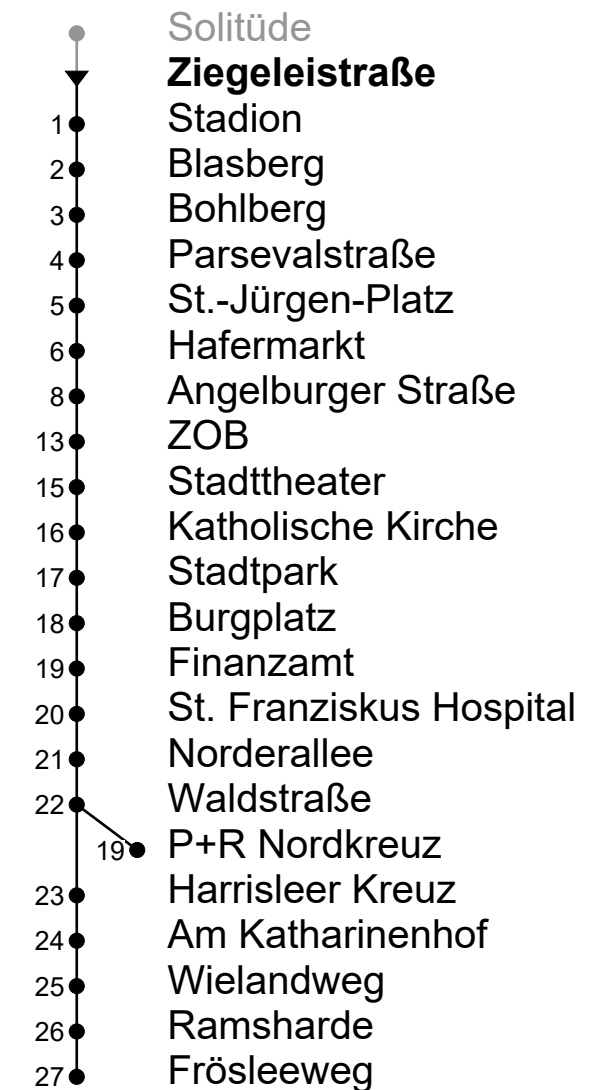 Solitüde
Ziegeleistraße
1 Stadion
2 Blasberg
3 Bohlberg
4 Parsevalstraße
5 St.-Jürgen-Platz
6 Hafermarkt
8 Angelburger Straße
13 ZOB
15 Stadttheater
16 Katholische Kirche
17 Stadtpark
18 Burgplatz
19 Finanzamt
20 St. Franziskus Hospital
21 Norderallee
22 Waldstraße
19 P+R Nordkreuz
23 Harrisleer Kreuz
24 Am Katharinenhof
25 Wielandweg
26 Ramsharde
27 Frösleeweg